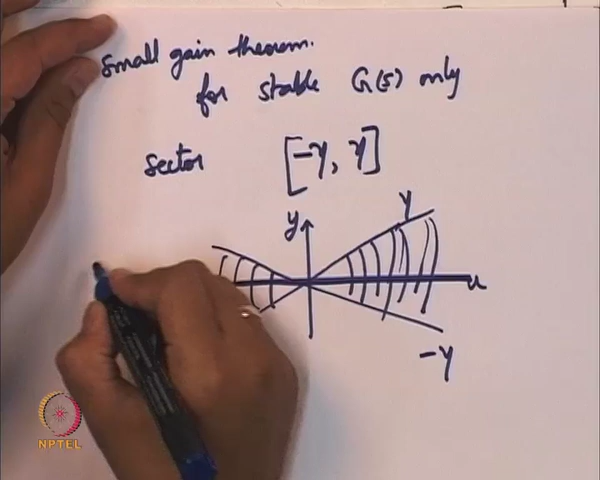 Small gain theorem.
for stable G(s) only
sector [-γ, γ]
y
γ
u
-γ
NPTEL